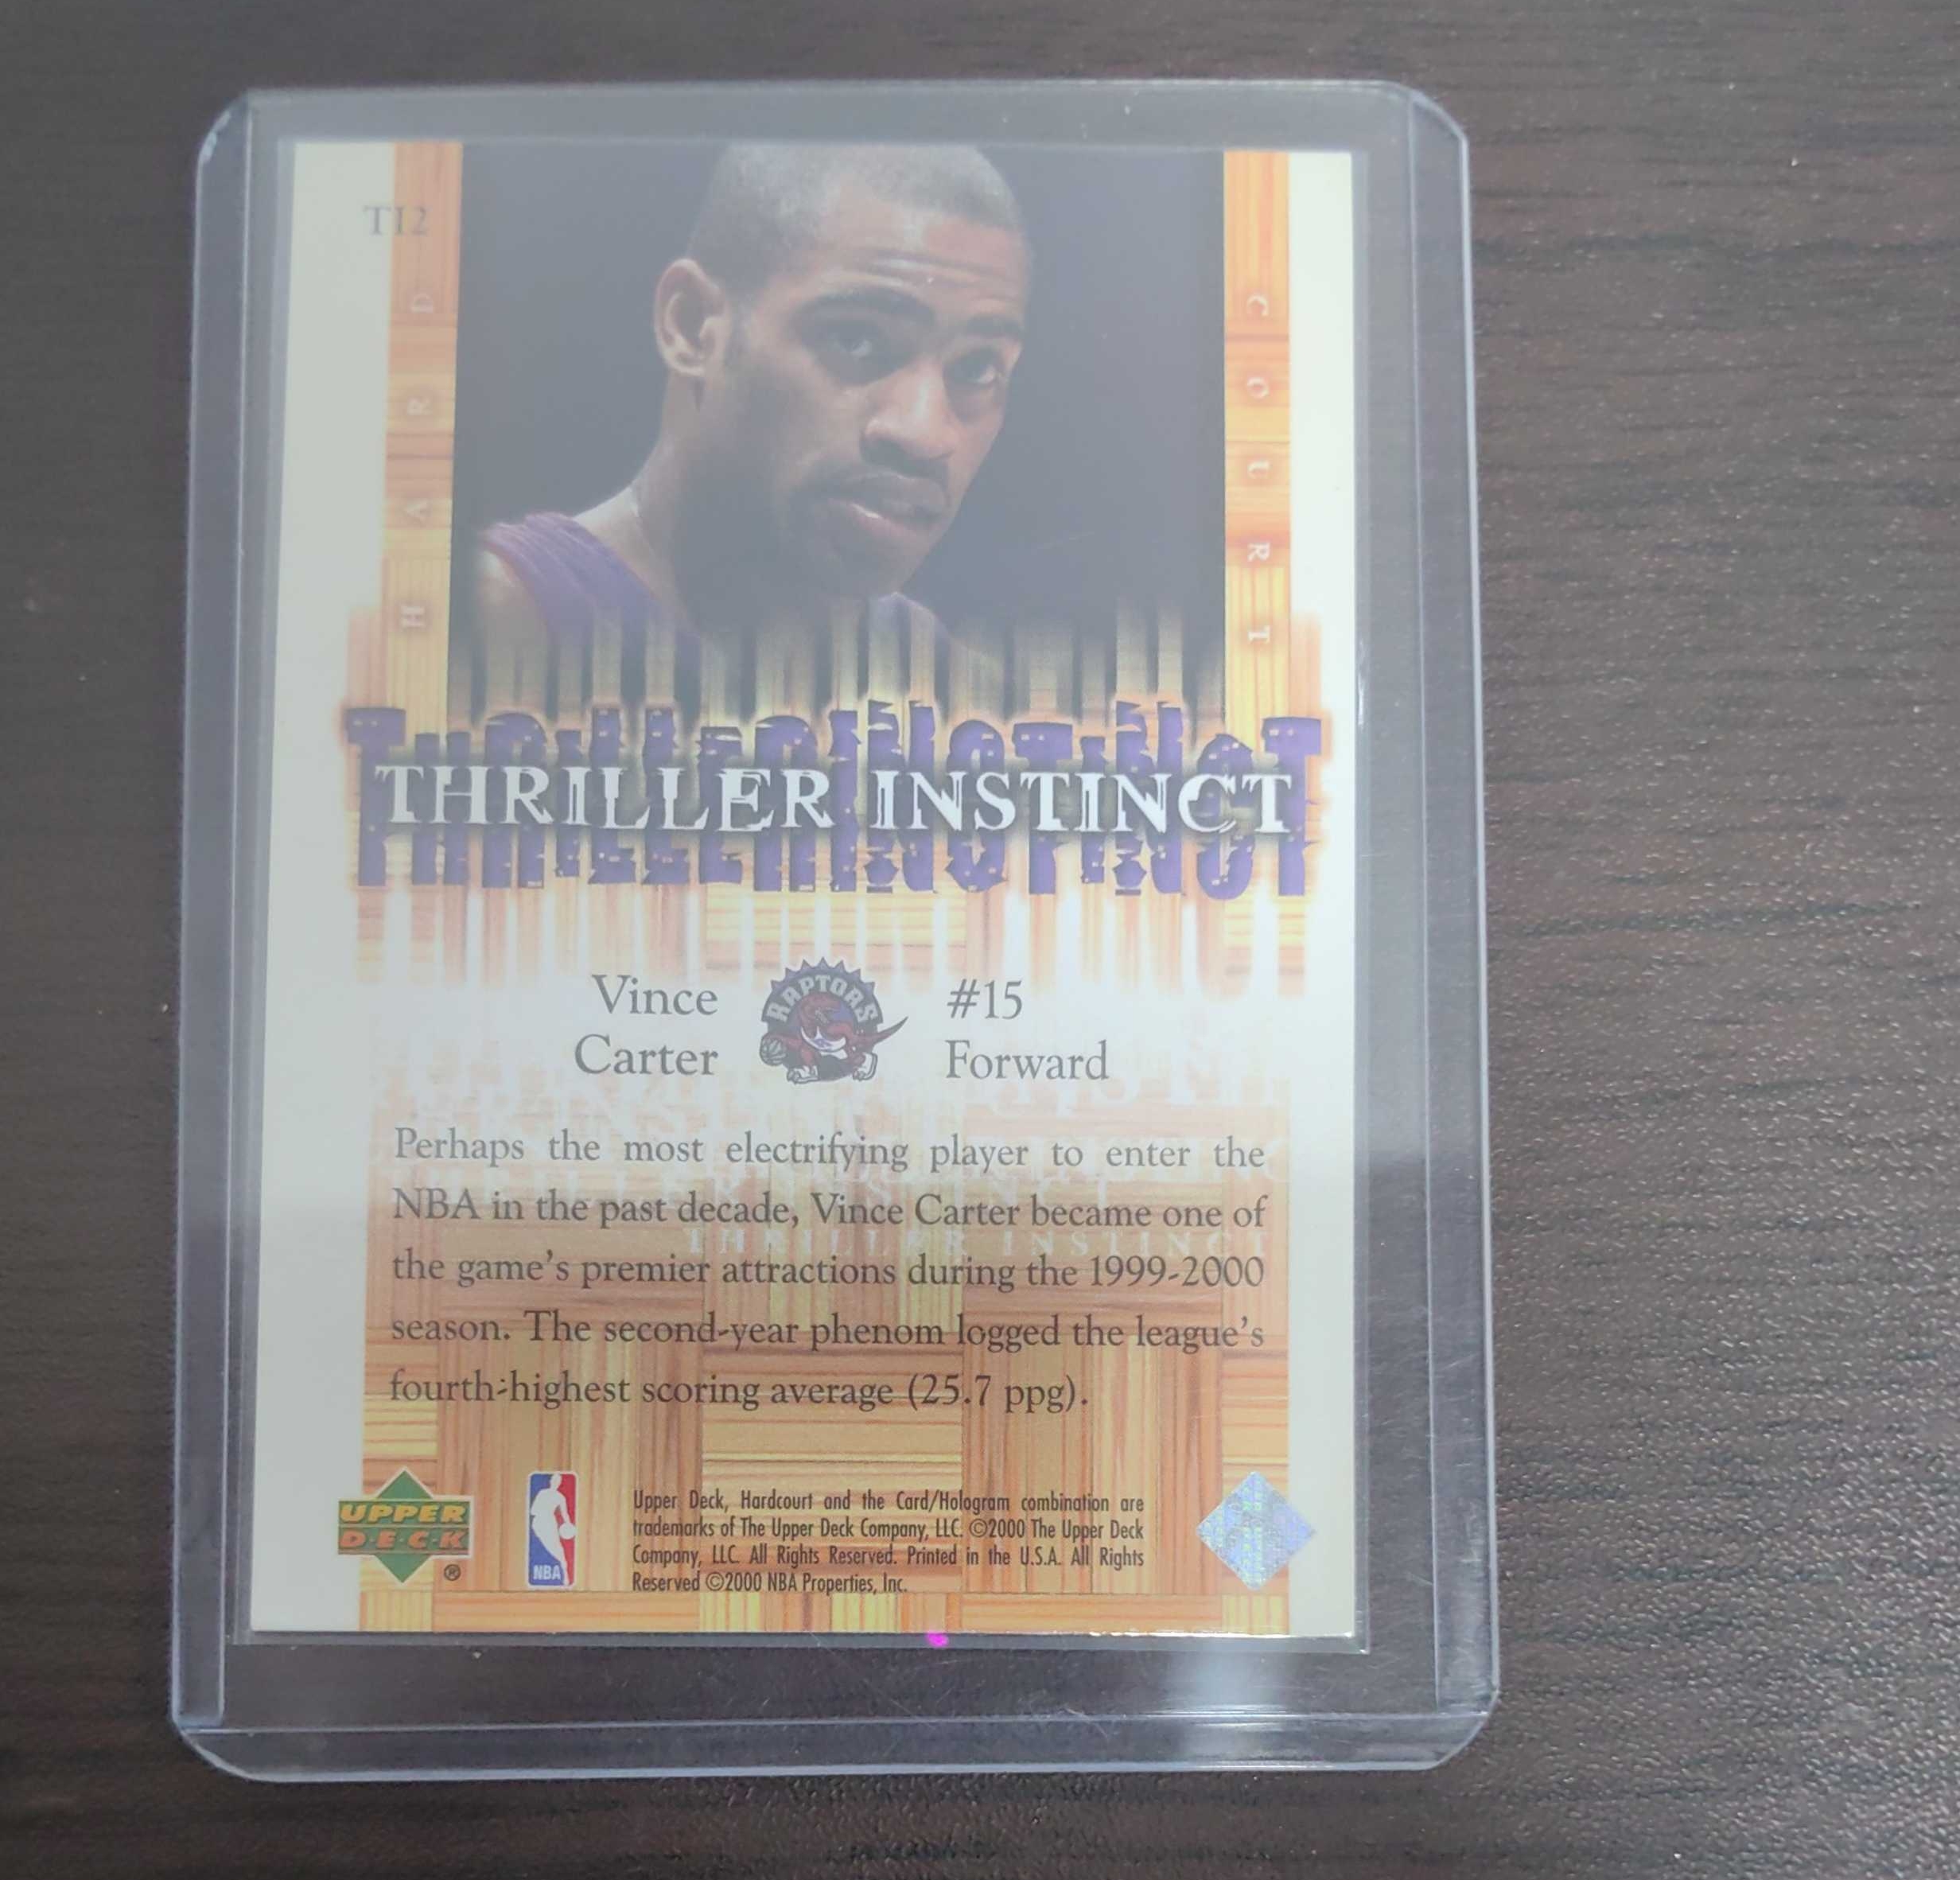 TI2
HARD
COURT
THRILLER INSTINCT
THRILLER INSTINCT
Vince
Carter
RAPTORS
#15
Forward
Perhaps the most electrifying player to enter the
NBA in the past decade, Vince Carter became one of
THRILLER INSTINCT
the game's premier attractions during the 1999-2000
season. The second-year phenom logged the league's
fourth-highest scoring average (25.7 ppg).
UPPER
D·E·C·K
®
NBA
Upper Deck, Hardcourt and the Card/Hologram combination are
trademarks of The Upper Deck Company, LLC. ©2000 The Upper Deck
Company, LLC. All Rights Reserved. Printed in the U.S.A. All Rights
Reserved ©2000 NBA Properties, Inc.